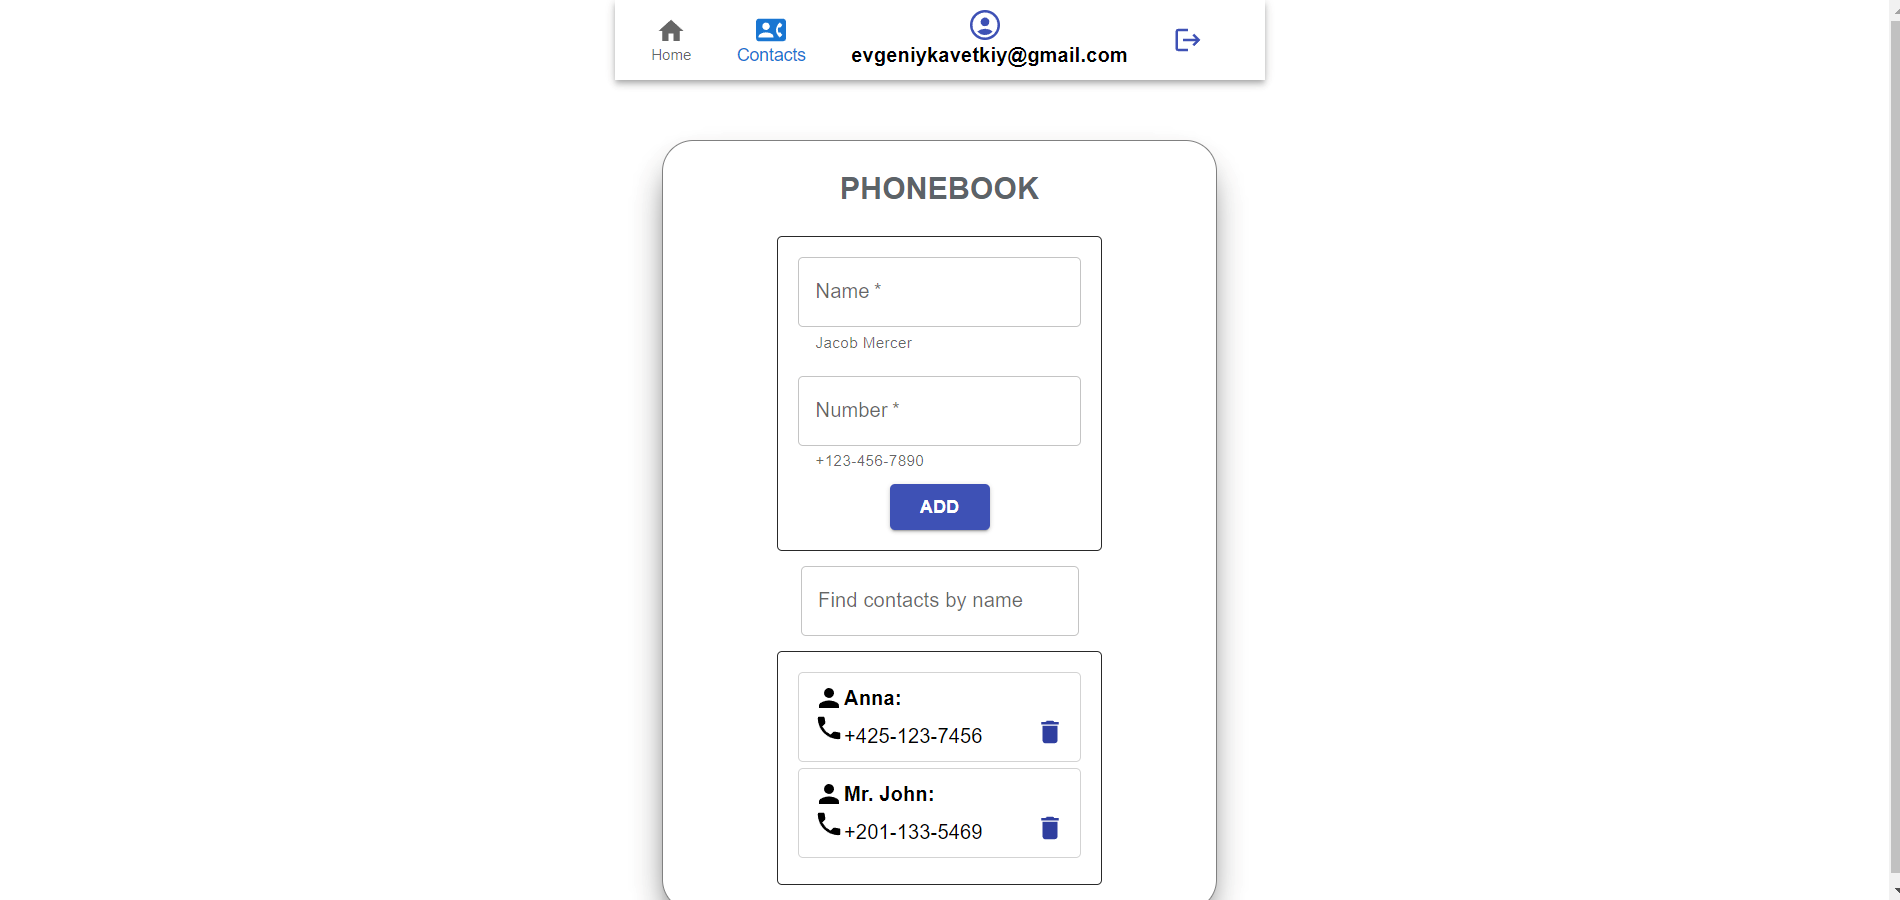 Home
Contacts
evgeniykavetkiy@gmail.com
PHONEBOOK
Name *
Jacob Mercer
Number *
+123-456-7890
ADD
Find contacts by name
Anna:
+425-123-7456
Mr. John:
+201-133-5469